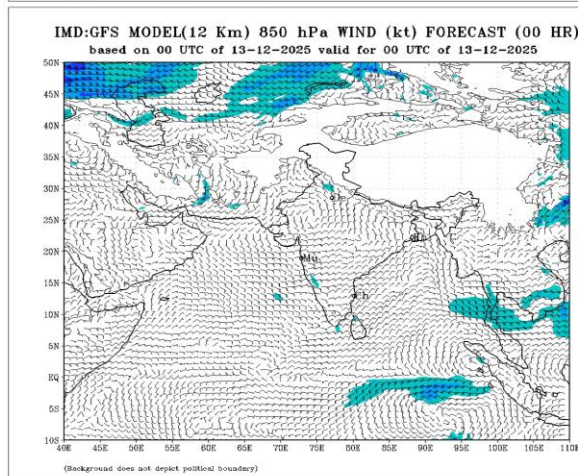 IMD:GFS MODEL(12 Km) 850 hPa WIND (kt) FORECAST (00 HR)
based on 00 UTC of 13-12-2025 valid for 00 UTC of 13-12-2025
50N
45N
40N
35N
30N
25N
20N
15N
10N
5N
EQ
5S
10S
De
Mu
Ch
40E 45E 50E 55E 60E 65E 70E 75E 80E 85E 90E 95E 100E 105E 110E
(Background does not depict political boundary)